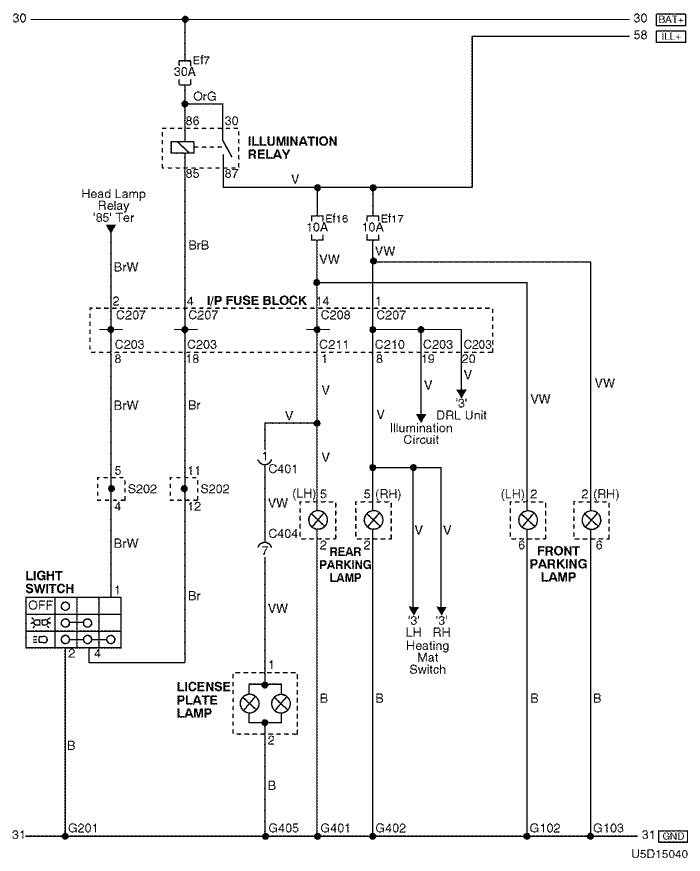 30 30 BAT+
58 ILL+
Ef7
30A
OrG
86 30
ILLUMINATION
RELAY
85 87
V
Head Lamp
Relay
'85' Ter
Ef16 Ef17
10A 10A
BrB
VW VW
BrW
2 4 I/P FUSE BLOCK 14 1
C207 C207 C208 C207
C203 C203 C211 C210 C203 C203
8 18 1 8 19 20
V V V
'3'
DRL Unit
VW VW
BrW Br V V
Illumination
Circuit
1 V
C401
5 11
S202 S202
4 12
(LH) 5 5 (RH) (LH) 2 2 (RH)
VW
C404
7
V V
2 2 6 6
REAR
PARKING
LAMP
FRONT
PARKING
LAMP
BrW
LIGHT
SWITCH
1
OFF
Br
VW
'3' '3'
LH RH
Heating
Mat
Switch
2 4
1
LICENSE
PLATE
LAMP
2
B B B B
B
B
31 G201 G405 G401 G402 G102 G103 31 GND
U5D15040